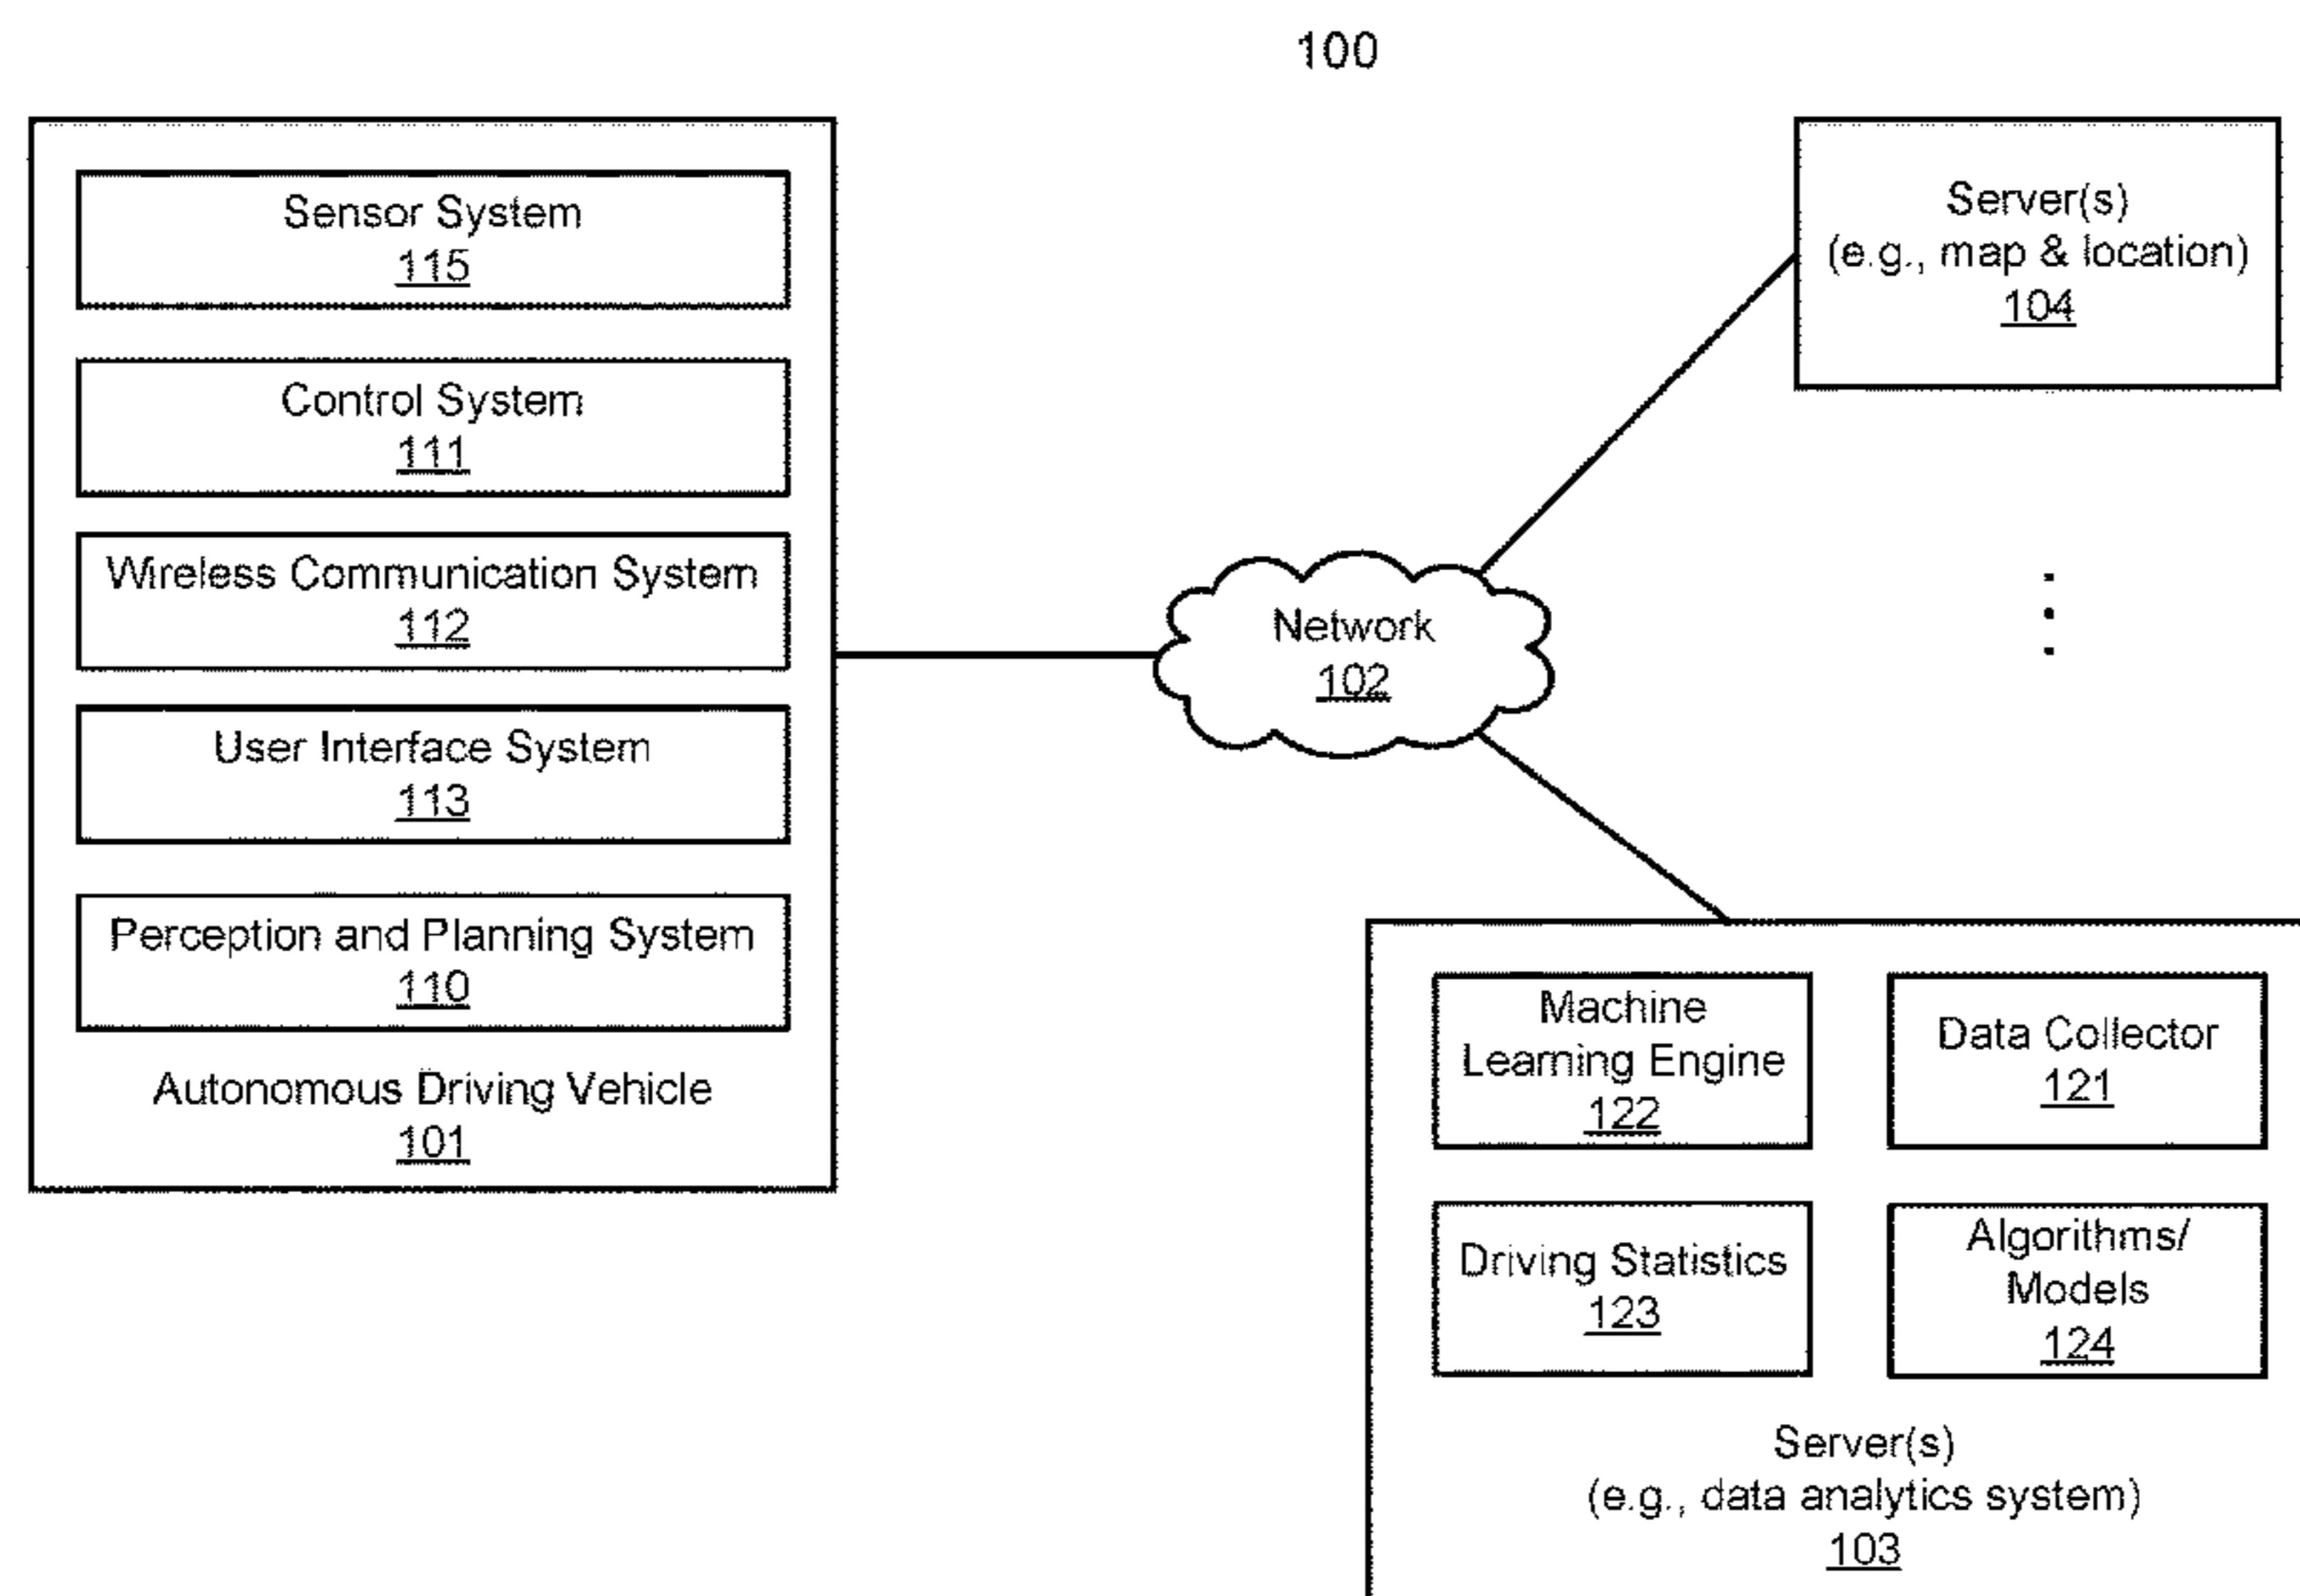 100
Sensor System
115
Control System
111
Wireless Communication System
112
User Interface System
113
Perception and Planning System
110
Autonomous Driving Vehicle
101
Network
102
Server(s)
(e.g., map & location)
104
Machine
Learning Engine
122
Data Collector
121
Driving Statistics
123
Algorithms/
Models
124
Server(s)
(e.g., data analytics system)
103